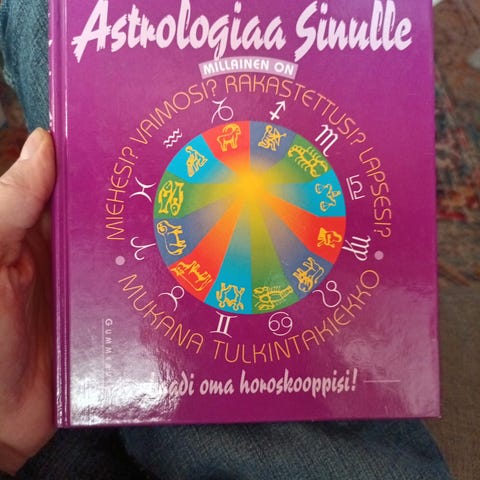 Astrologiaa Sinulle
MILLAINEN ON
MIEHESI? VAIMOSI? RAKASTETTUSI? LAPSESI?
• MUKANA TULKINTAKIEKKO •
oma horoskooppisi!